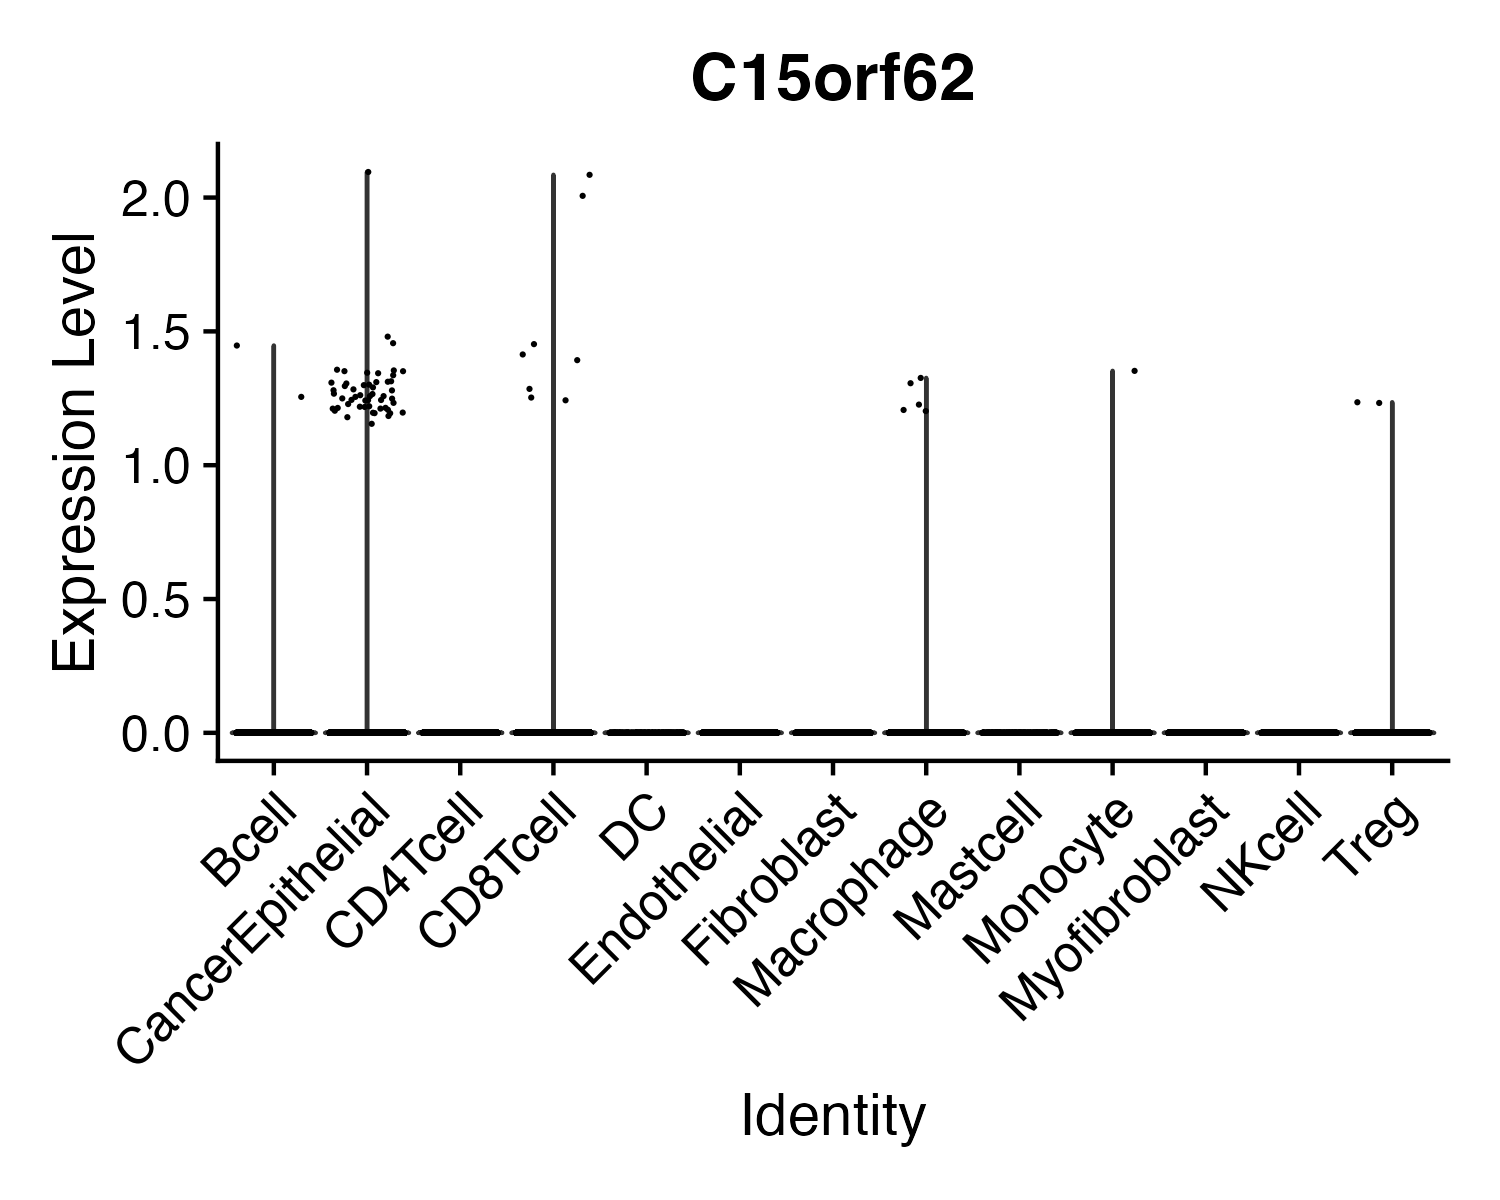 C15orf62
Expression Level
2.0
1.5
1.0
0.5
0.0
Bcell
CancerEpithelial
CD4Tcell
CD8Tcell
DC
Endothelial
Fibroblast
Macrophage
Mastcell
Monocyte
Myofibroblast
NKcell
Treg
Identity